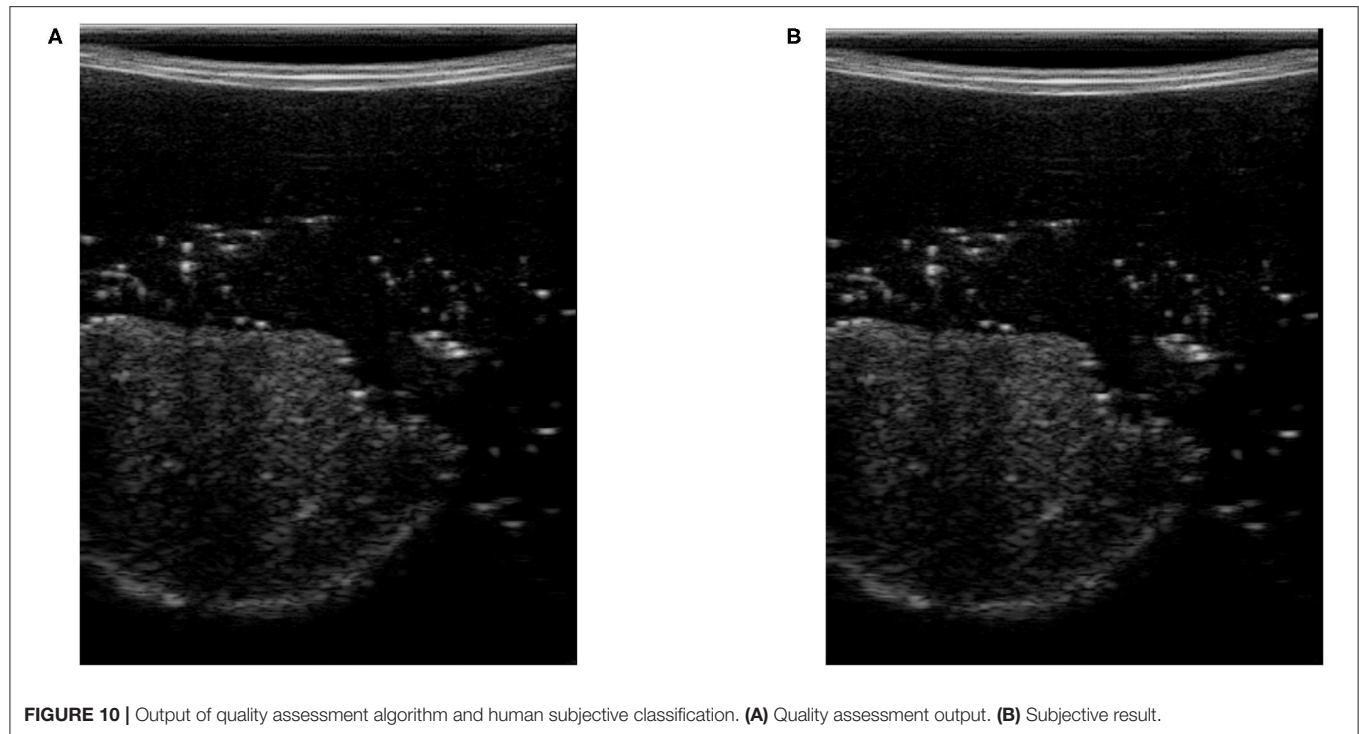 A
B
FIGURE 10 | Output of quality assessment algorithm and human subjective classification. (A) Quality assessment output. (B) Subjective result.